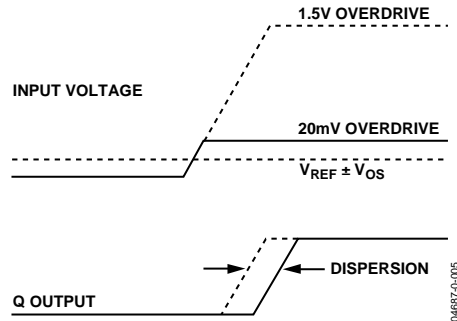 1.5V OVERDRIVE
INPUT VOLTAGE
20mV OVERDRIVE
VREF ± VOS
DISPERSION
Q OUTPUT
04687-0-005